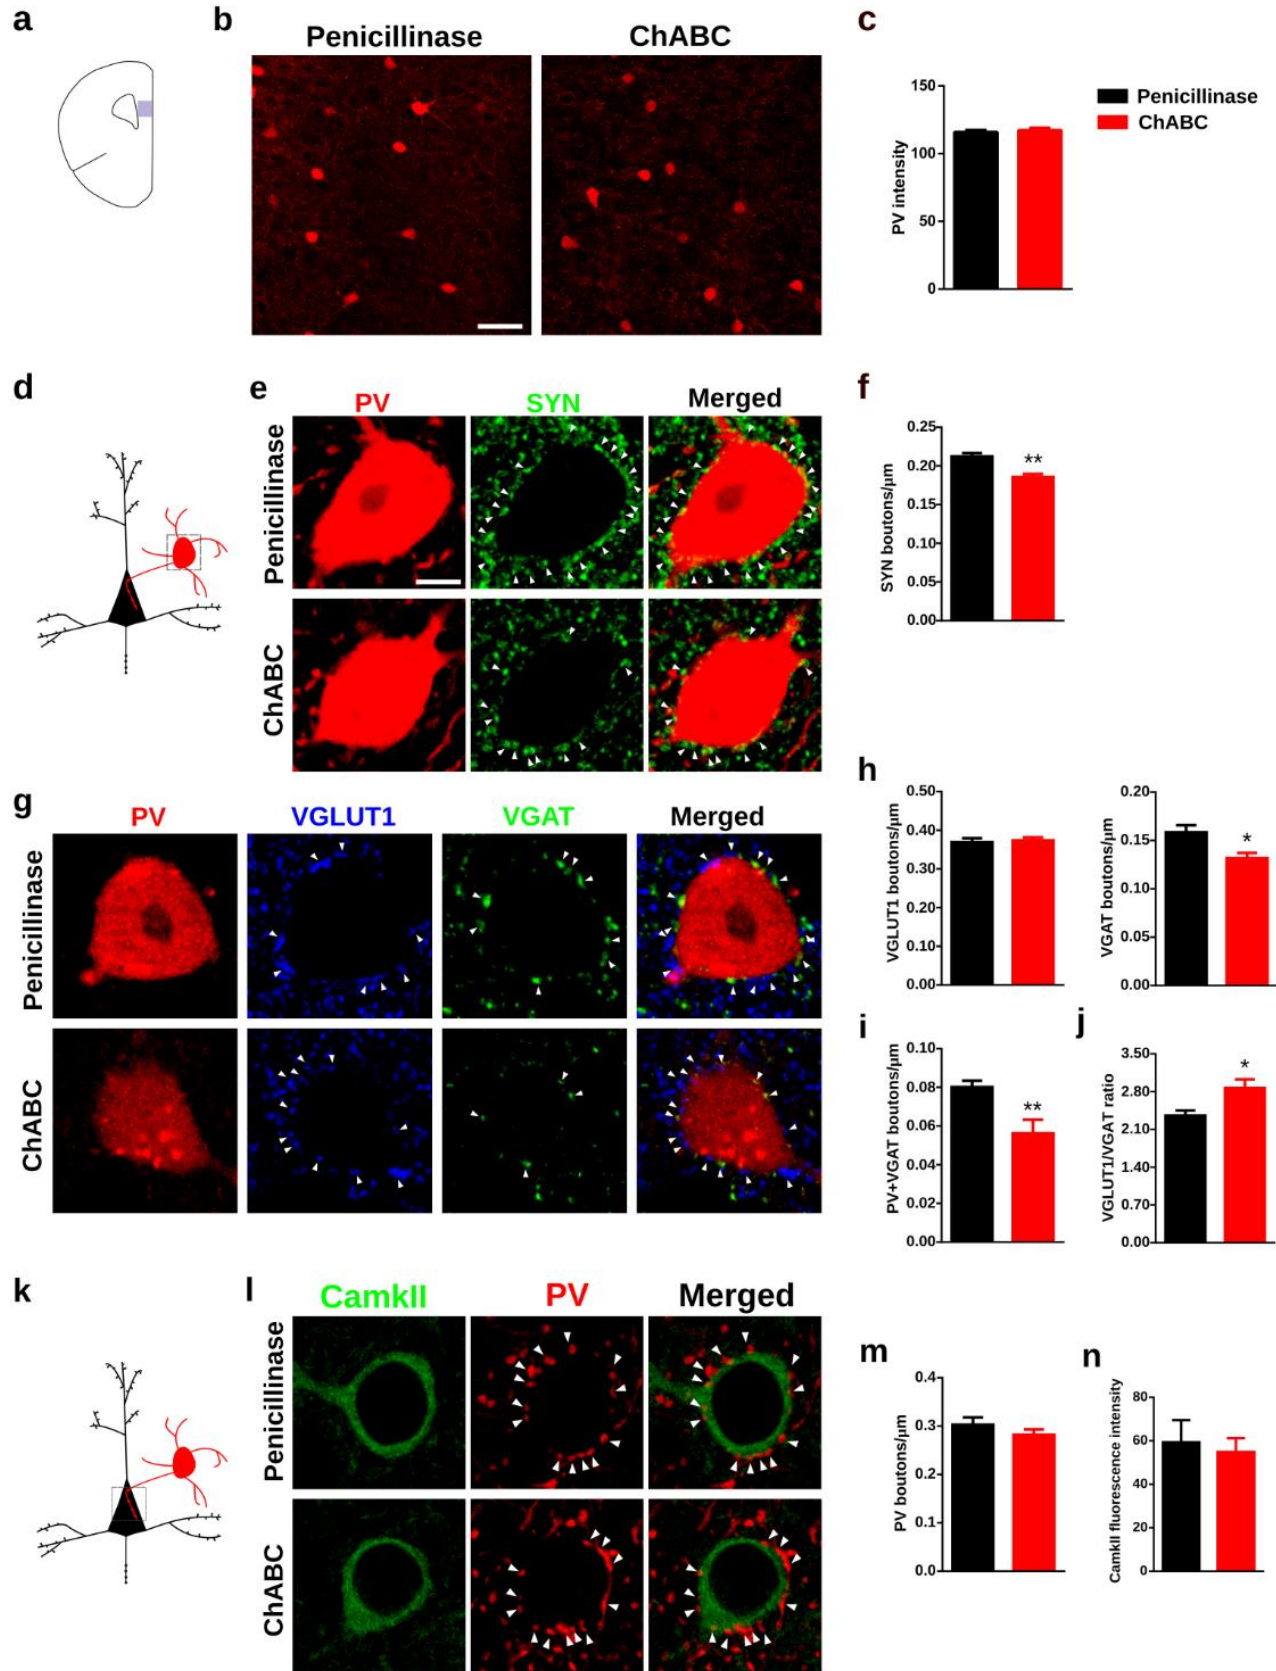 a
b
Penicillinase
ChABC
c
150
100
50
0
PV intensity
Penicillinase
ChABC
d
e
PV
SYN
Merged
Penicillinase
ChABC
f
0.25
0.20
0.15
0.10
0.05
0.00
SYN boutons/µm
**
g
PV
VGLUT1
VGAT
Merged
Penicillinase
ChABC
h
0.50
0.40
0.30
0.20
0.10
0.00
VGLUT1 boutons/µm
0.20
0.15
0.10
0.05
0.00
VGAT boutons/µm
*
i
0.10
0.08
0.06
0.04
0.02
0.00
PV+VGAT boutons/µm
**
j
3.50
2.80
2.10
1.40
0.70
0.00
VGLUT1/VGAT ratio
*
k
l
CamkII
PV
Merged
Penicillinase
ChABC
m
0.4
0.3
0.2
0.1
0.0
PV boutons/µm
n
80
60
40
20
0
CamkII fluorescence intensity